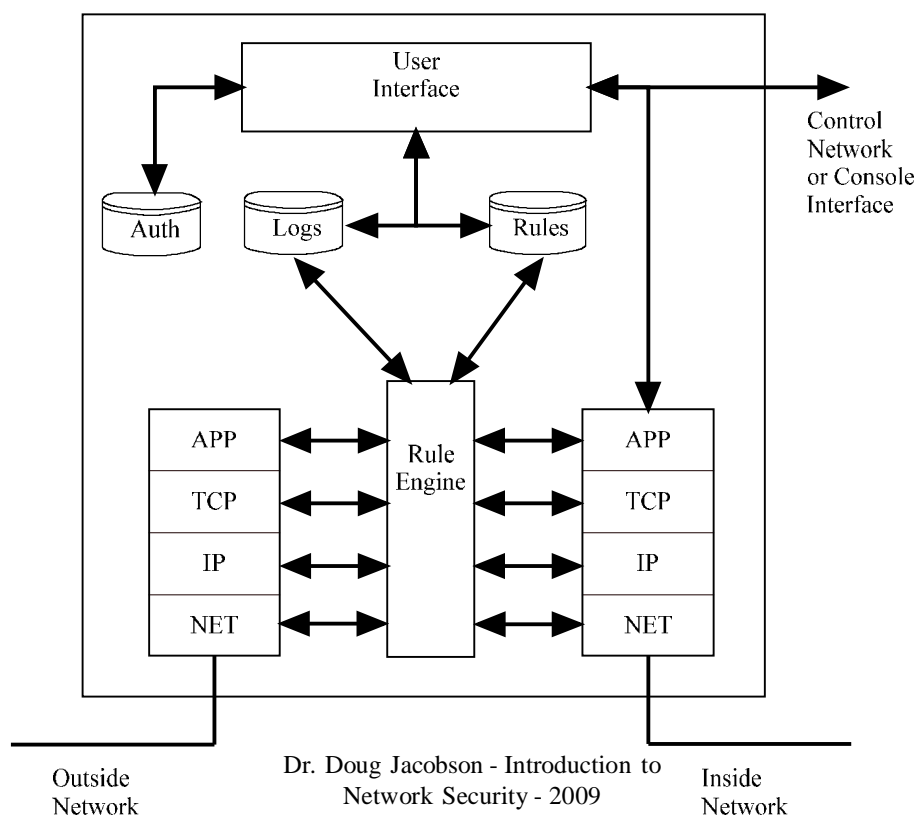 User
Interface
Control
Network
or Console
Interface
Auth
Logs
Rules
APP
TCP
IP
NET
Rule
Engine
APP
TCP
IP
NET
Outside
Network
Dr. Doug Jacobson - Introduction to
Network Security - 2009
Inside
Network